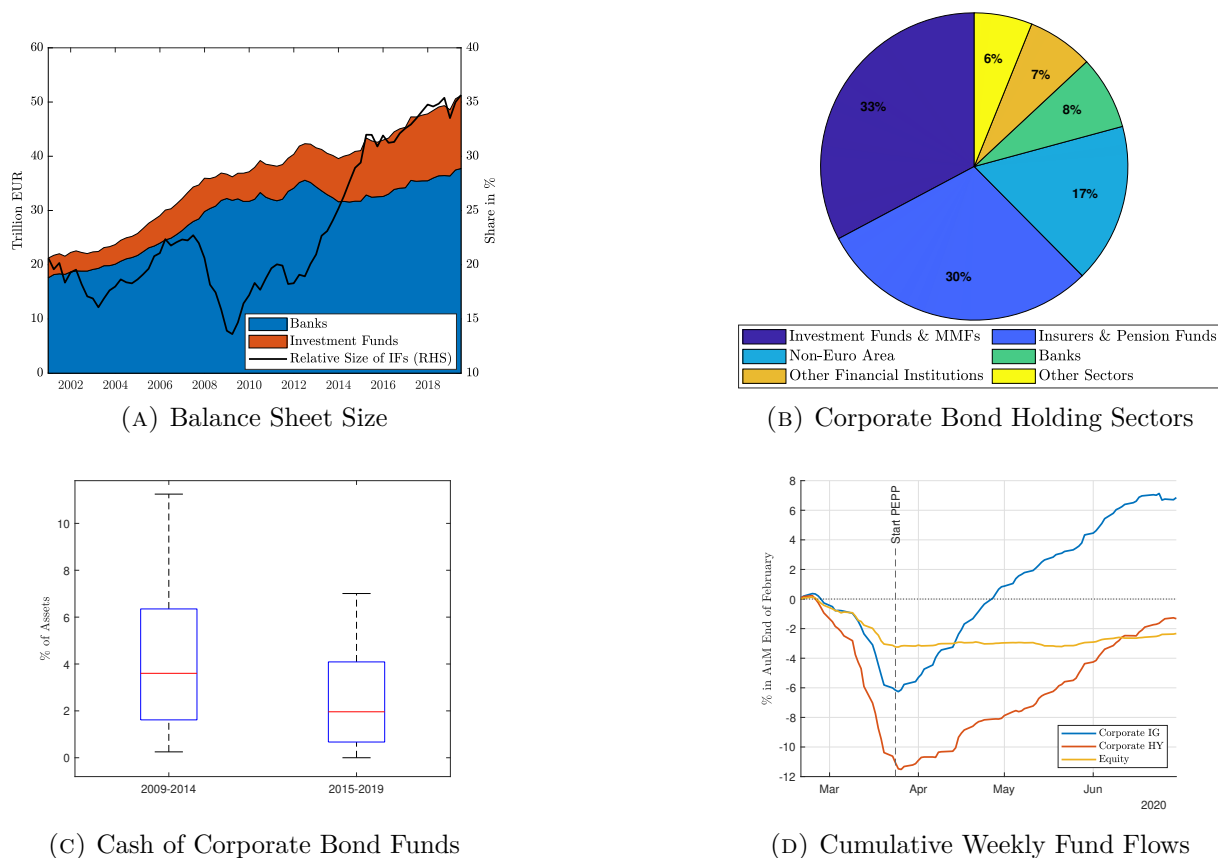 60
50
40
30
20
10
0
Trillion EUR
40
35
30
25
20
15
10
Share in %
2002 2004 2006 2008 2010 2012 2014 2016 2018
Banks
Investment Funds
Relative Size of IFs (RHS)
(A) Balance Sheet Size
6%
7%
8%
17%
30%
33%
Investment Funds & MMFs Insurers & Pension Funds
Non-Euro Area Banks
Other Financial Institutions Other Sectors
(B) Corporate Bond Holding Sectors
10
8
6
4
2
0
% of Assets
2009-2014 2015-2019
(C) Cash of Corporate Bond Funds
8
6
4
2
0
-2
-4
-6
-8
-10
-12
% in AuM End of February
Start PEPP
Corporate IG
Corporate HY
Equity
Mar Apr May Jun
2020
(D) Cumulative Weekly Fund Flows